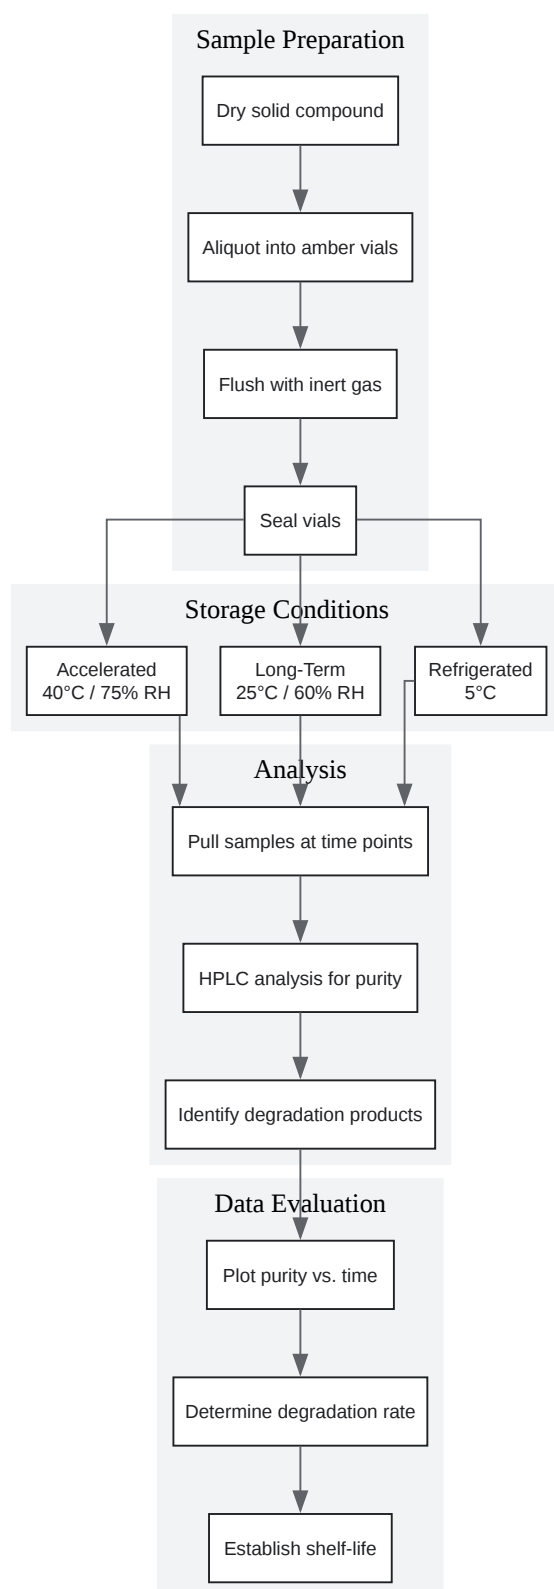 Sample Preparation
Dry solid compound
Aliquot into amber vials
Flush with inert gas
Seal vials
Storage Conditions
Accelerated
40°C / 75% RH
Long-Term
25°C / 60% RH
Refrigerated
5°C
Analysis
Pull samples at time points
HPLC analysis for purity
Identify degradation products
Data Evaluation
Plot purity vs. time
Determine degradation rate
Establish shelf-life